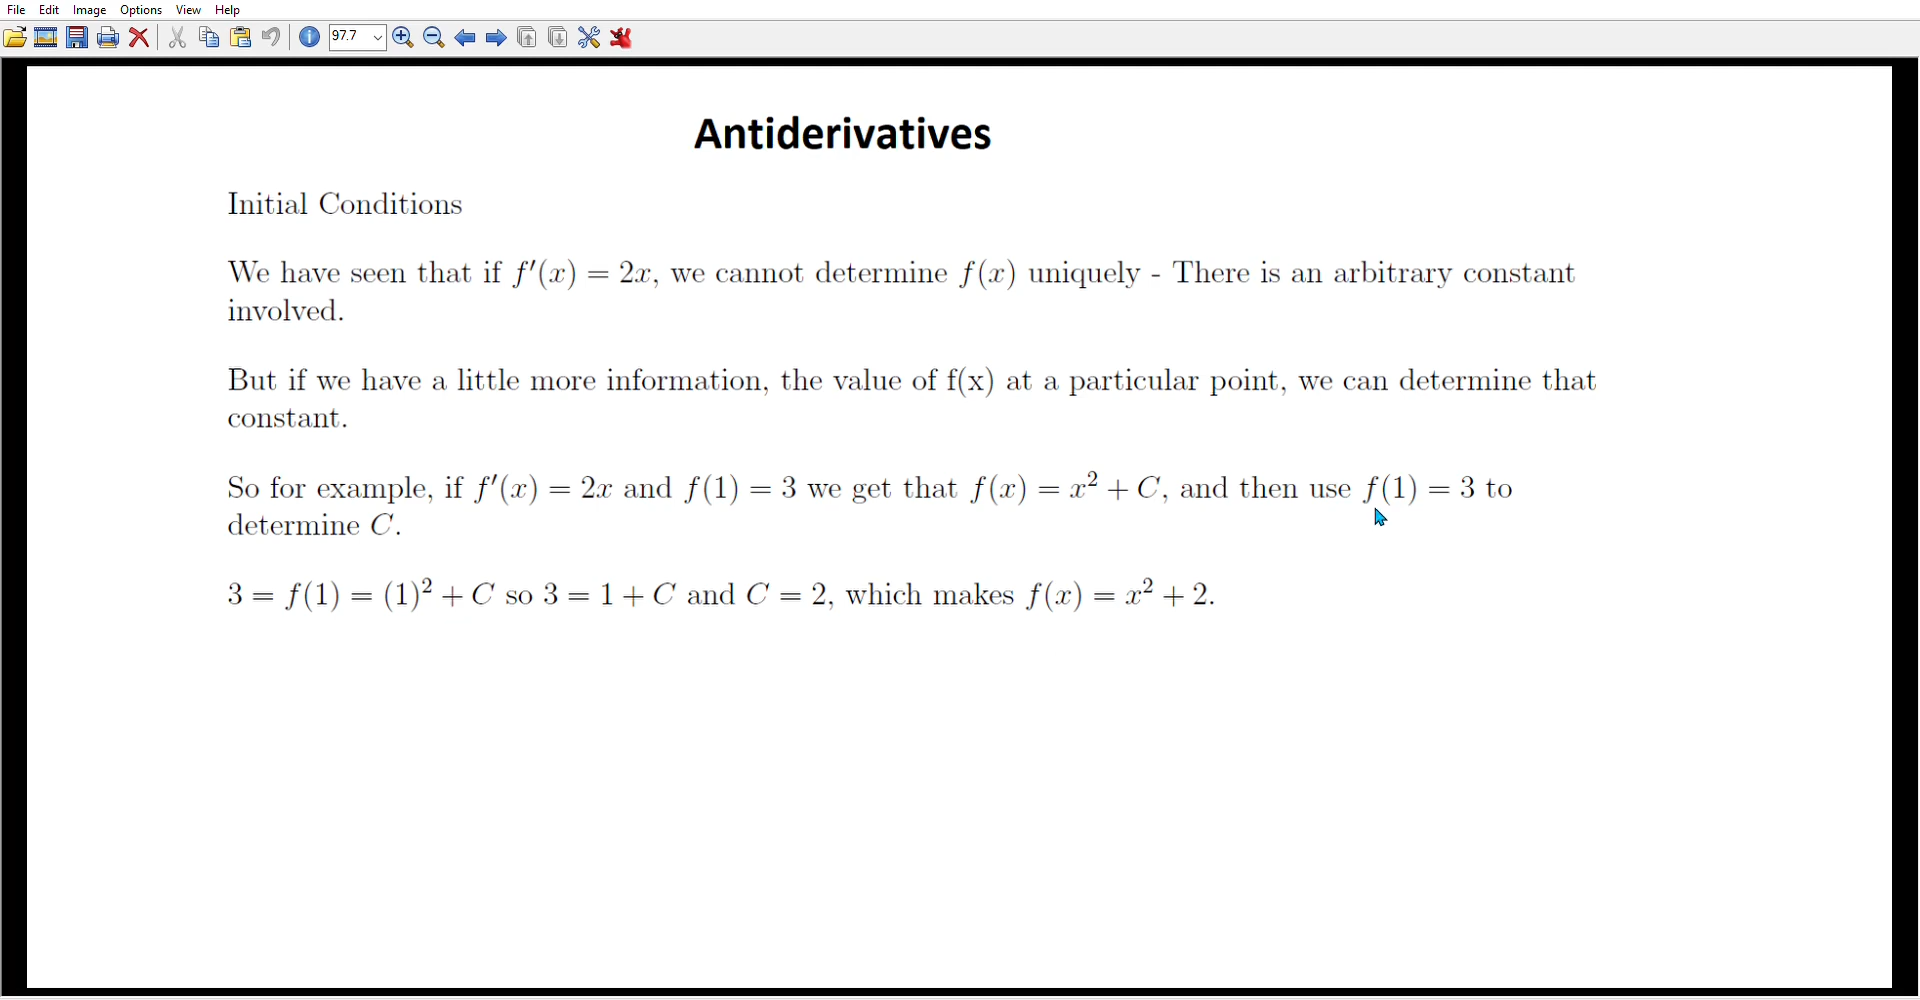 File Edit Image Options View Help
97.7
Antiderivatives
Initial Conditions
We have seen that if f′(x) = 2x, we cannot determine f(x) uniquely - There is an arbitrary constant
involved.
But if we have a little more information, the value of f(x) at a particular point, we can determine that
constant.
So for example, if f′(x) = 2x and f(1) = 3 we get that f(x) = x² + C, and then use f(1) = 3 to
determine C.
3 = f(1) = (1)² + C so 3 = 1 + C and C = 2, which makes f(x) = x² + 2.